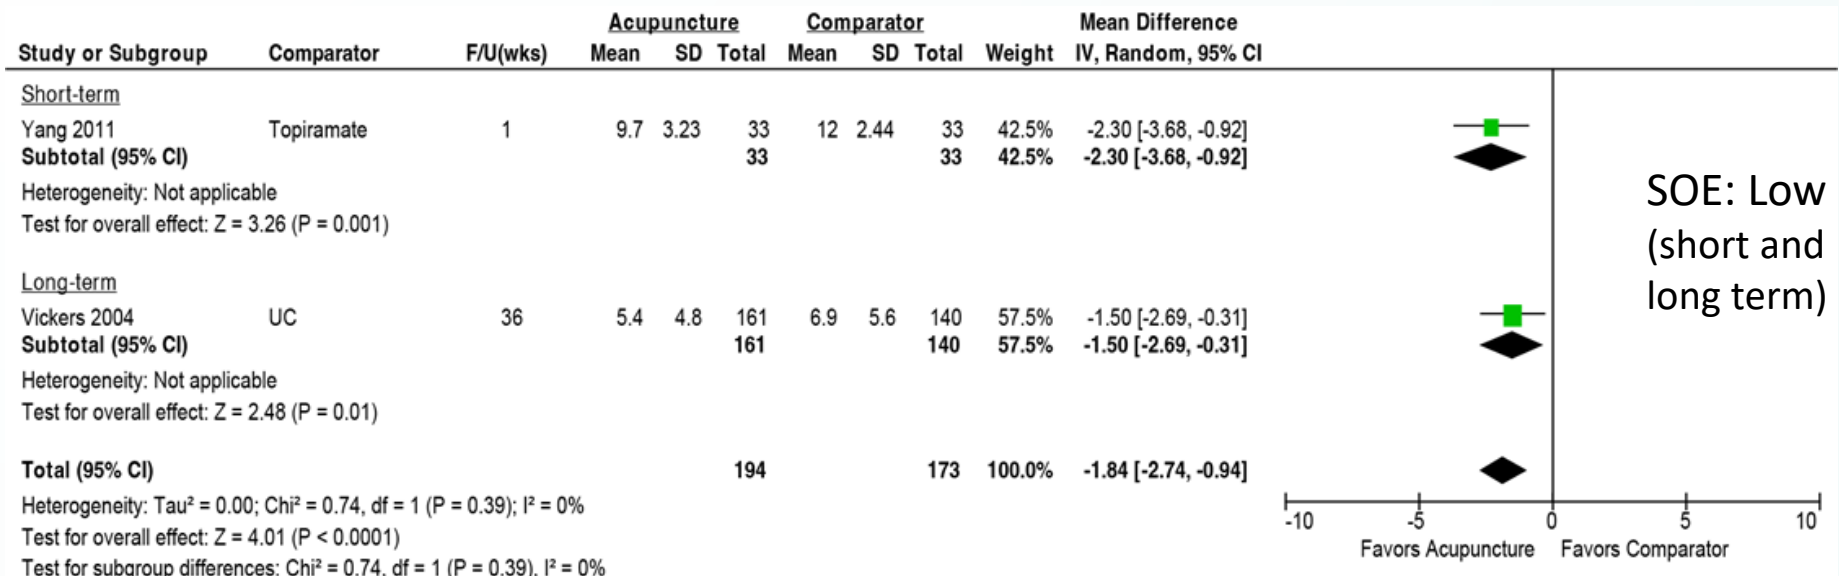 Acupuncture Comparator Mean Difference
Study or Subgroup Comparator F/U(wks) Mean SD Total Mean SD Total Weight IV, Random, 95% CI
Short-term
Yang 2011 Topiramate 1 9.7 3.23 33 12 2.44 33 42.5% -2.30 [-3.68, -0.92]
Subtotal (95% CI) 33 33 42.5% -2.30 [-3.68, -0.92]
Heterogeneity: Not applicable
Test for overall effect: Z = 3.26 (P = 0.001)
Long-term
Vickers 2004 UC 36 5.4 4.8 161 6.9 5.6 140 57.5% -1.50 [-2.69, -0.31]
Subtotal (95% CI) 161 140 57.5% -1.50 [-2.69, -0.31]
Heterogeneity: Not applicable
Test for overall effect: Z = 2.48 (P = 0.01)
Total (95% CI) 194 173 100.0% -1.84 [-2.74, -0.94]
Heterogeneity: Tau² = 0.00; Chi² = 0.74, df = 1 (P = 0.39); I² = 0%
Test for overall effect: Z = 4.01 (P < 0.0001)
Test for subgroup differences: Chi² = 0.74, df = 1 (P = 0.39), I² = 0%
-10 -5 0 5 10
Favors Acupuncture Favors Comparator
SOE: Low
(short and
long term)